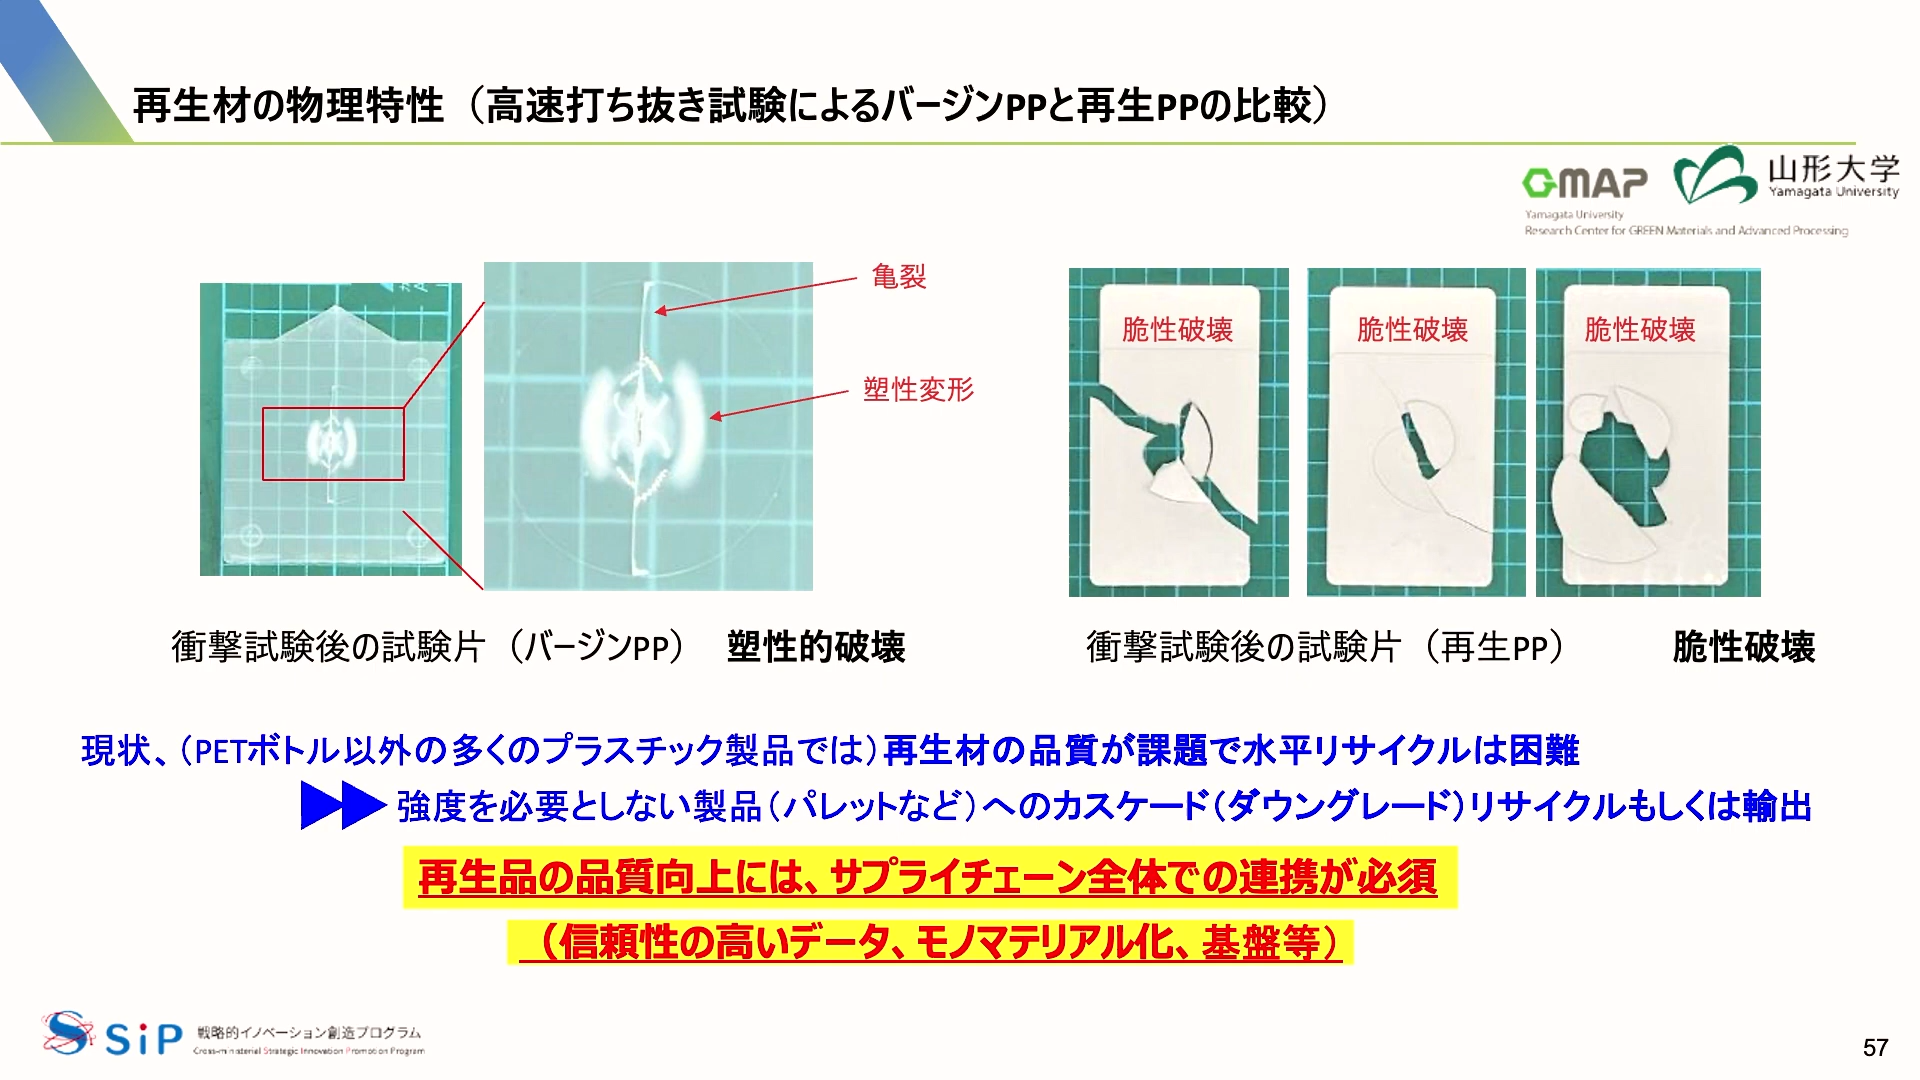 再生材の物理特性（高速打ち抜き試験によるバージンPPと再生PPの比較）
GMAP
山形大学
Yamagata University
Yamagata University
Research Center for GREEN Materials and Advanced Processing
亀裂
塑性変形
脆性破壊
脆性破壊
脆性破壊
衝撃試験後の試験片（バージンPP） 塑性的破壊
衝撃試験後の試験片（再生PP） 脆性破壊
現状、（PETボトル以外の多くのプラスチック製品では）再生材の品質が課題で水平リサイクルは困難
強度を必要としない製品（パレットなど）へのカスケード（ダウングレード）リサイクルもしくは輸出
再生品の品質向上には、サプライチェーン全体での連携が必須
（信頼性の高いデータ、モノマテリアル化、基盤等）
SiP 戦略的イノベーション創造プログラム
Cross-ministerial Strategic Innovation Promotion Program
57